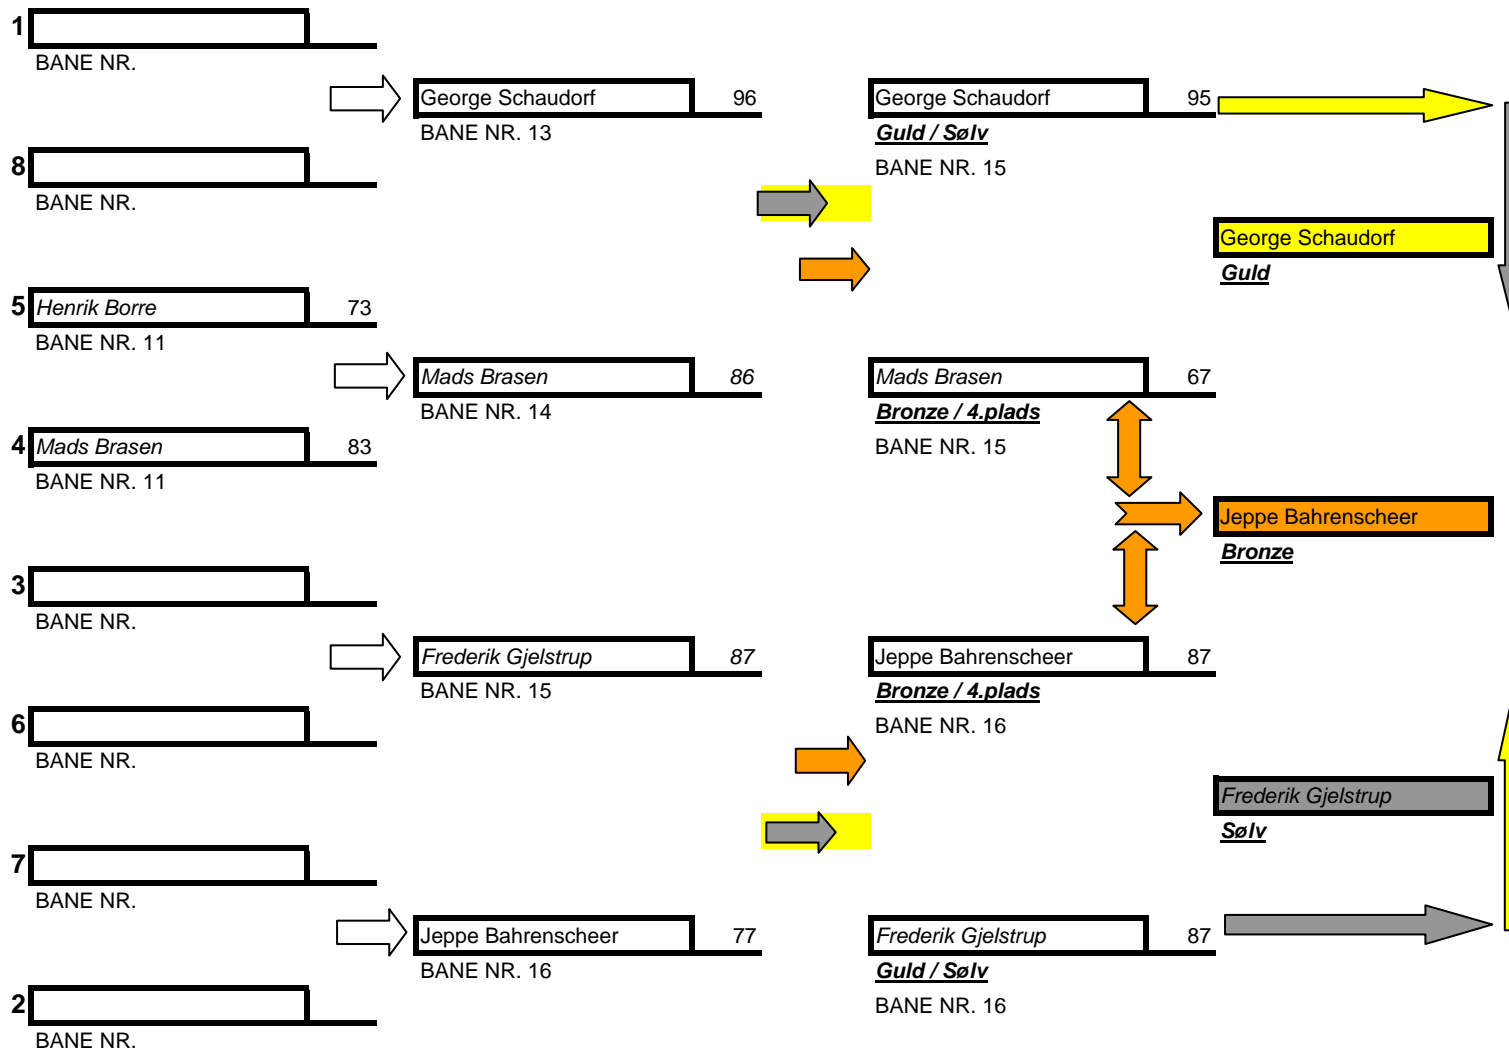 1
BANE NR.
George Schaudorf 96
BANE NR. 13
George Schaudorf 95
Guld / Sølv
BANE NR. 15
8
BANE NR.
George Schaudorf
Guld
5 Henrik Borre 73
BANE NR. 11
Mads Brasen 86
BANE NR. 14
Mads Brasen 67
Bronze / 4.plads
BANE NR. 15
4 Mads Brasen 83
BANE NR. 11
Jeppe Bahrenscheer
Bronze
3
BANE NR.
Frederik Gjelstrup 87
BANE NR. 15
Jeppe Bahrenscheer 87
Bronze / 4.plads
BANE NR. 16
6
BANE NR.
Frederik Gjelstrup
Sølv
7
BANE NR.
Jeppe Bahrenscheer 77
BANE NR. 16
Frederik Gjelstrup 87
Guld / Sølv
BANE NR. 16
2
BANE NR.